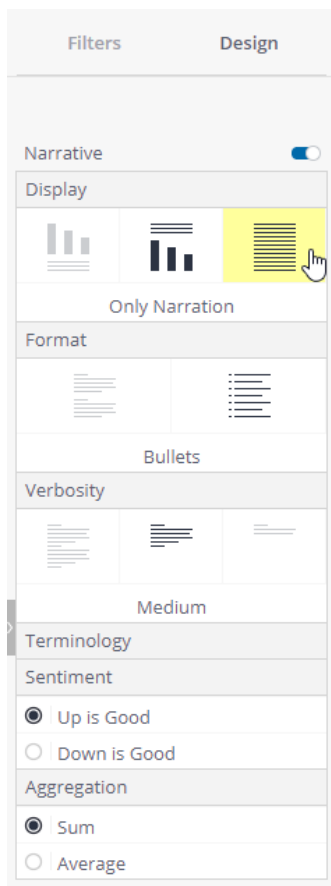 Filters Design
Narrative
Display
Only Narration
Format
Bullets
Verbosity
Medium
Terminology
Sentiment
Up is Good
Down is Good
Aggregation
Sum
Average